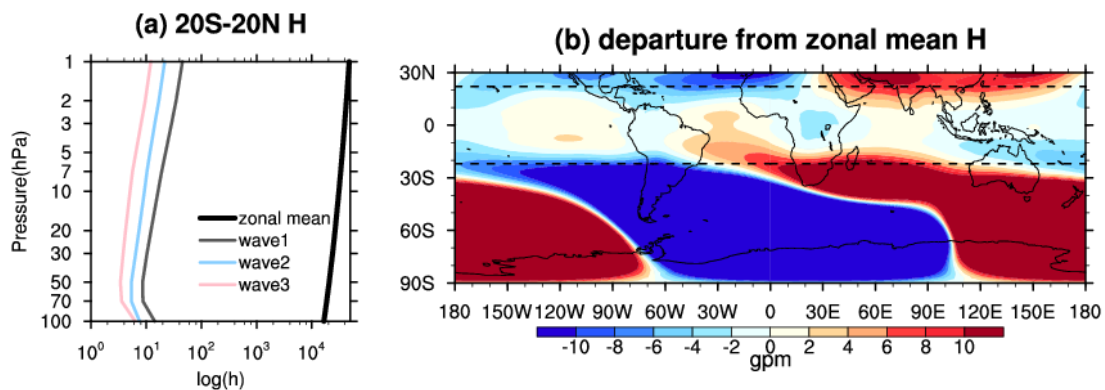 (a) 20S-20N H
Pressure(hPa)
1
2
3
5
7
10
20
30
50
70
100
zonal mean
wave1
wave2
wave3
10⁰ 10¹ 10² 10³ 10⁴
log(h)
(b) departure from zonal mean H
30N
0
30S
60S
90S
180 150W 120W 90W 60W 30W 0 30E 60E 90E 120E 150E 180
-10 -8 -6 -4 -2 0 2 4 6 8 10
gpm